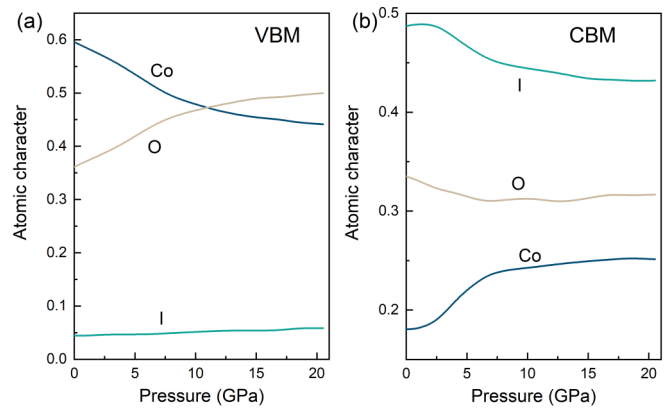 (a)
VBM
0.6
0.5
0.4
0.3
0.2
0.1
0.0
Co
O
I
0
5
10
15
20
Atomic character
Pressure (GPa)
(b)
CBM
0.5
0.4
0.3
0.2
I
O
Co
0
5
10
15
20
Atomic character
Pressure (GPa)